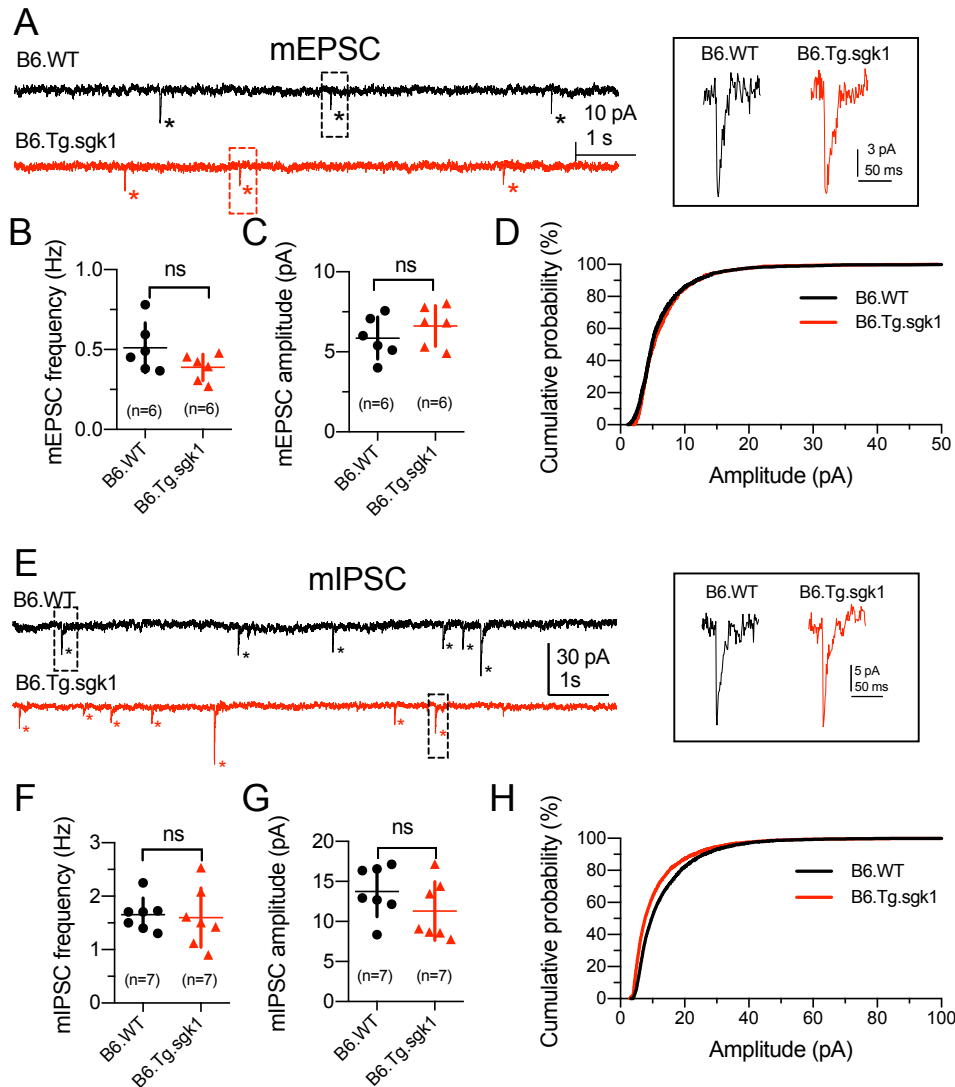 A
mEPSC
B6.WT
*
*
*
10 pA
1 s
B6.Tg.sgk1
*
*
*
B6.WT
B6.Tg.sgk1
3 pA
50 ms
B
mEPSC frequency (Hz)
1.0
0.5
0.0
ns
(n=6)
(n=6)
B6.WT
B6.Tg.sgk1
C
mEPSC amplitude (pA)
10
5
0
ns
(n=6)
(n=6)
B6.WT
B6.Tg.sgk1
D
Cumulative probability (%)
100
80
60
40
20
0
B6.WT
B6.Tg.sgk1
0 10 20 30 40 50
Amplitude (pA)
E
mIPSC
B6.WT
*
*
*
*
*
*
30 pA
1s
B6.Tg.sgk1
*
*
*
*
*
*
*
B6.WT
B6.Tg.sgk1
5 pA
50 ms
F
mIPSC frequency (Hz)
3
2
1
0
ns
(n=7)
(n=7)
B6.WT
B6.Tg.sgk1
G
mIPSC amplitude (pA)
20
15
10
5
0
ns
(n=7)
(n=7)
B6.WT
B6.Tg.sgk1
H
Cumulative probability (%)
100
80
60
40
20
0
B6.WT
B6.Tg.sgk1
0 20 40 60 80 100
Amplitude (pA)